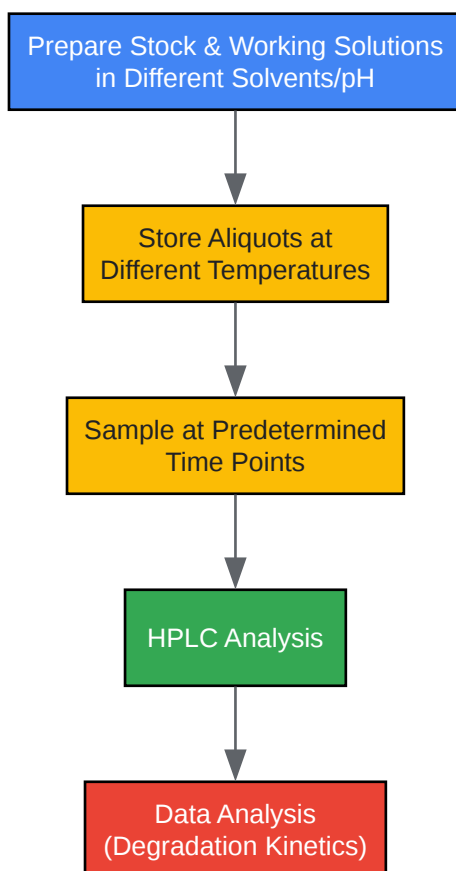 Prepare Stock & Working Solutions
in Different Solvents/pH
Store Aliquots at
Different Temperatures
Sample at Predetermined
Time Points
HPLC Analysis
Data Analysis
(Degradation Kinetics)